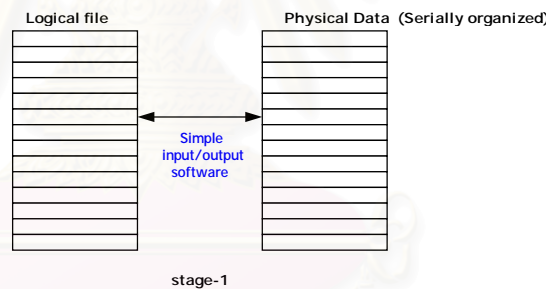 Logical file
Physical Data (Serially organized)
Simple
input/output
software
stage-1